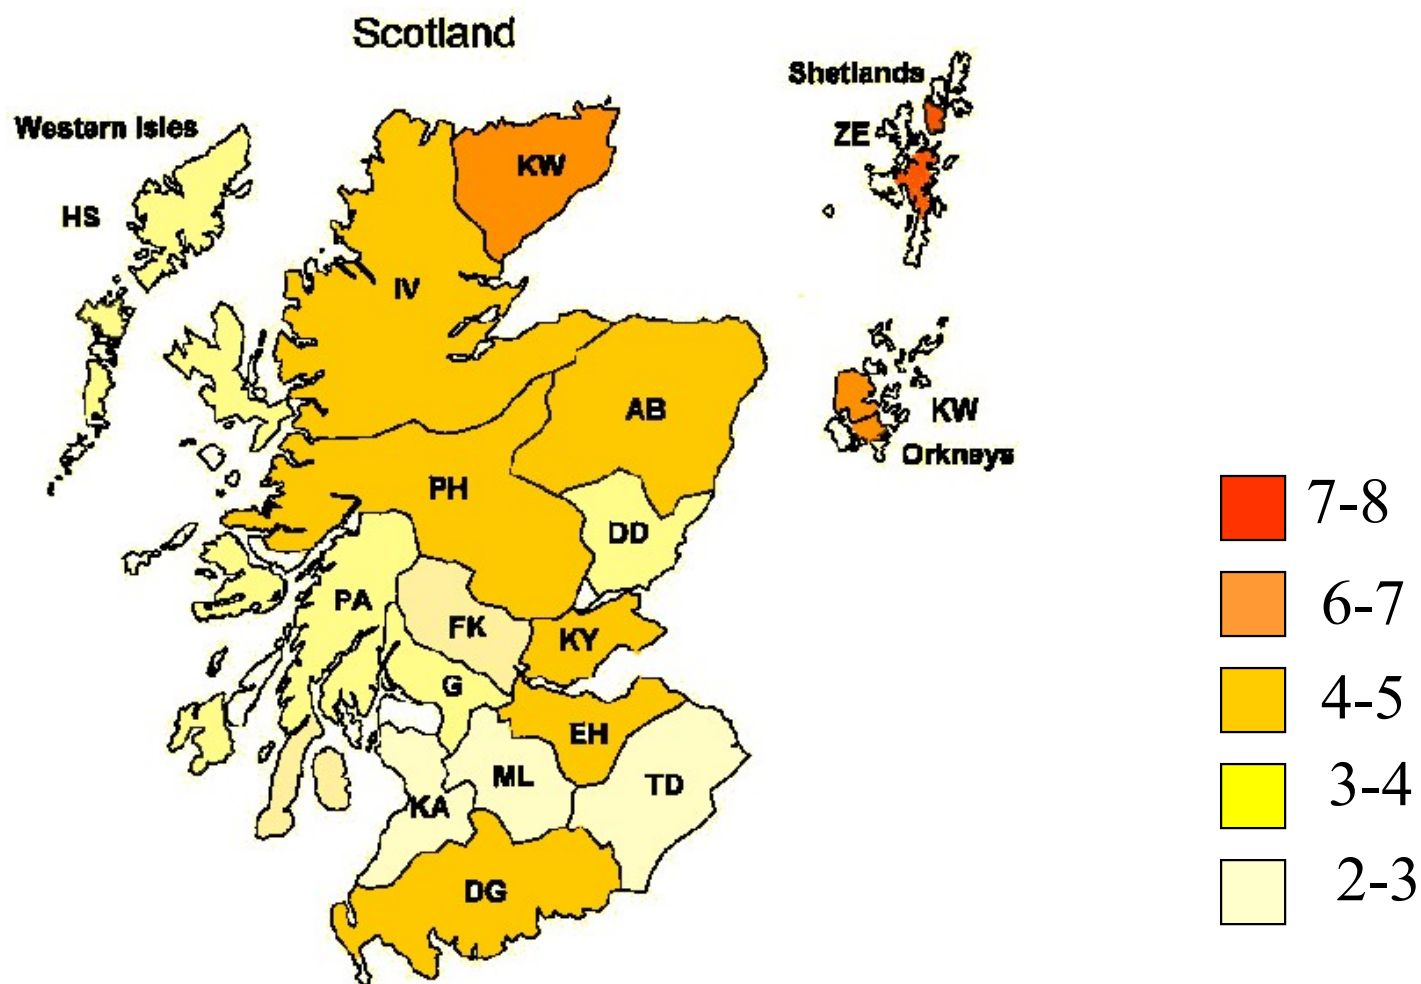 Scotland
Shetlands
Western Isles
ZE
KW
HS
IV
AB
KW
Orkneys
PH
7-8
DD
6-7
PA
FK
KY
G
4-5
EH
ML
TD
3-4
KA
DG
2-3